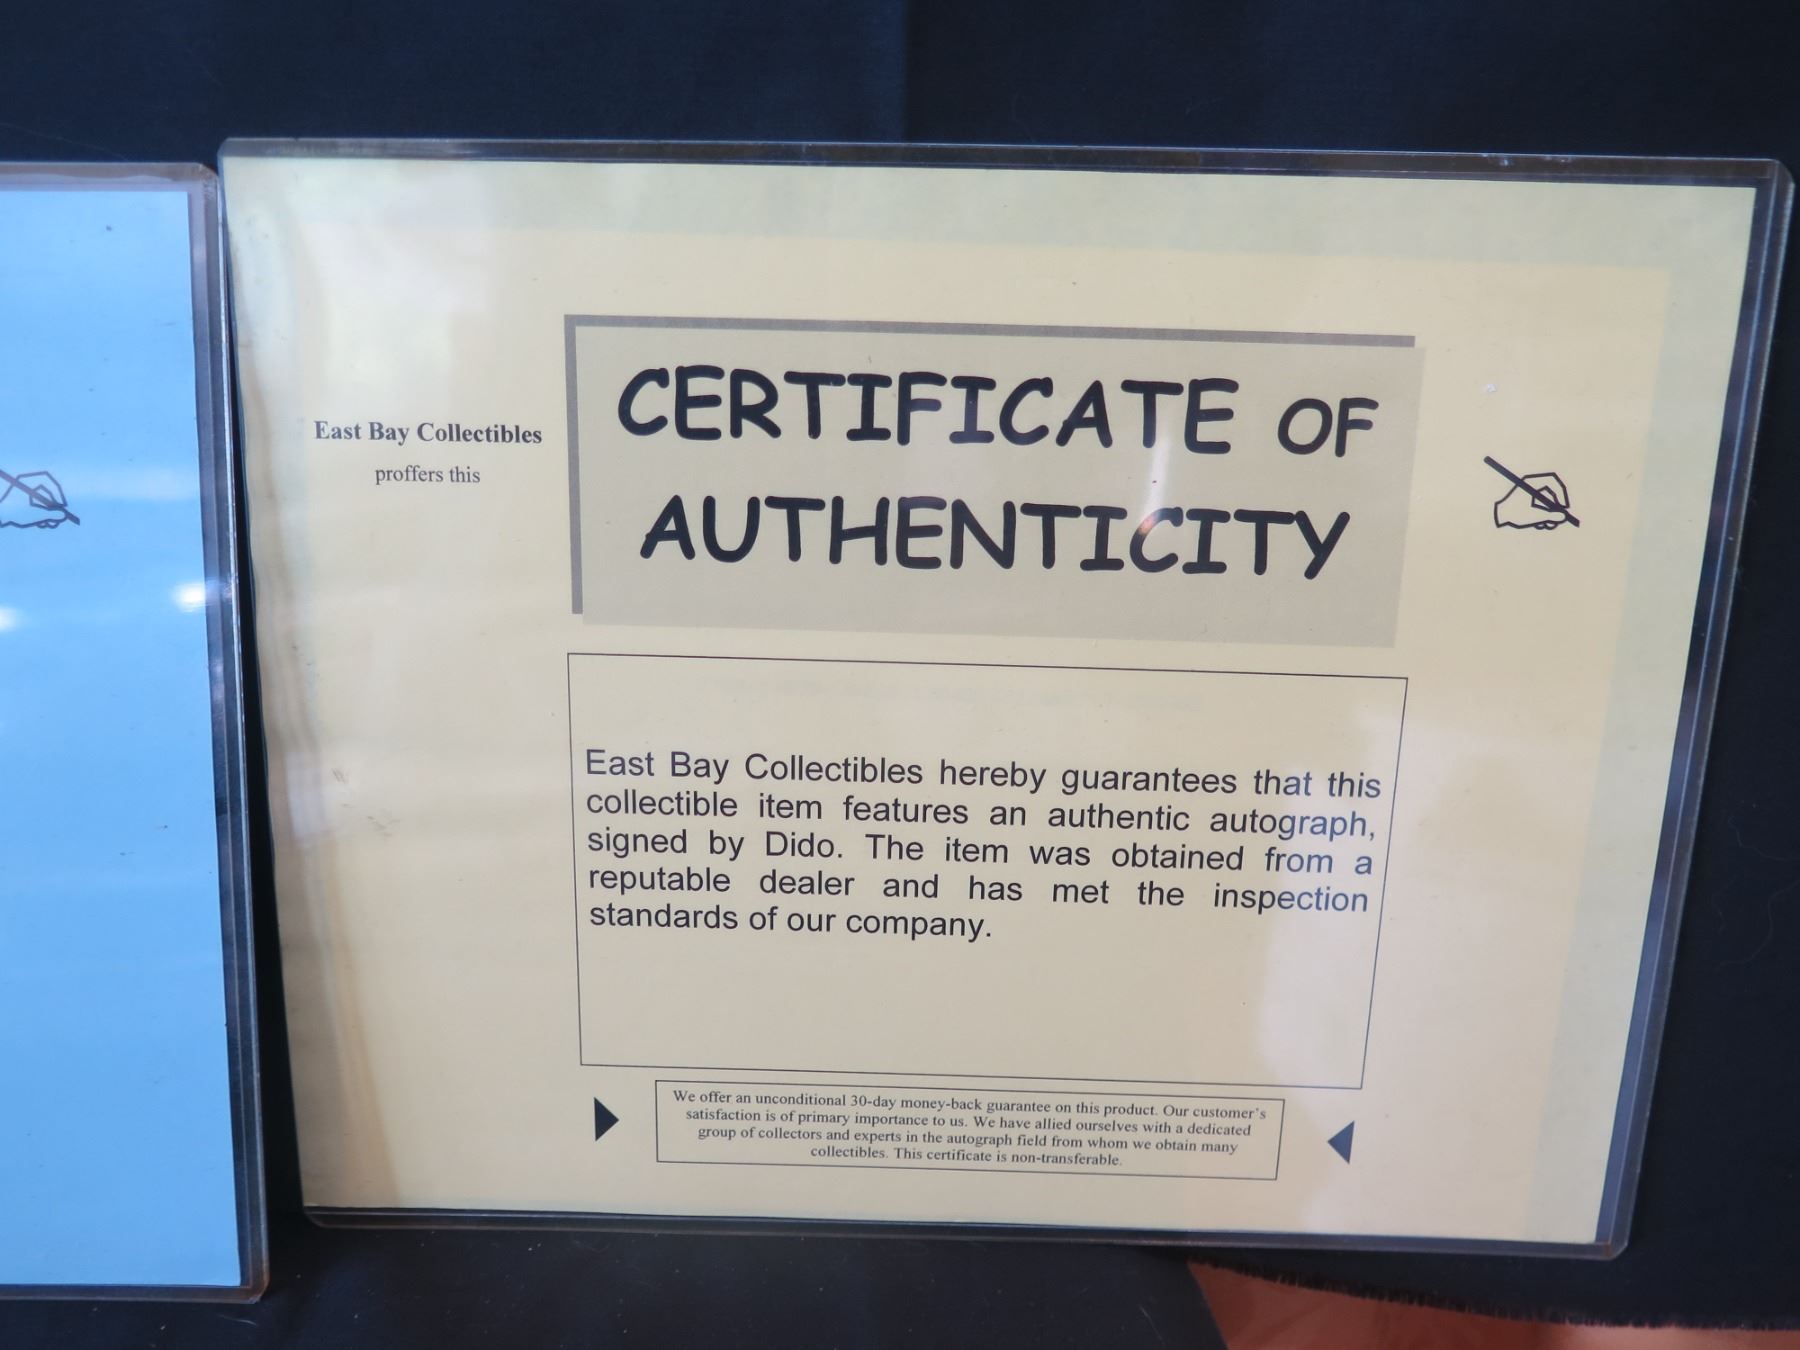 East Bay Collectibles
proffers this
CERTIFICATE OF
AUTHENTICITY
East Bay Collectibles hereby guarantees that this
collectible item features an authentic autograph,
signed by Dido. The item was obtained from a
reputable dealer and has met the inspection
standards of our company.
We offer an unconditional 30-day money-back guarantee on this product. Our customer's
satisfaction is of primary importance to us. We have allied ourselves with a dedicated
group of collectors and experts in the autograph field from whom we obtain many
collectibles. This certificate is non-transferable.